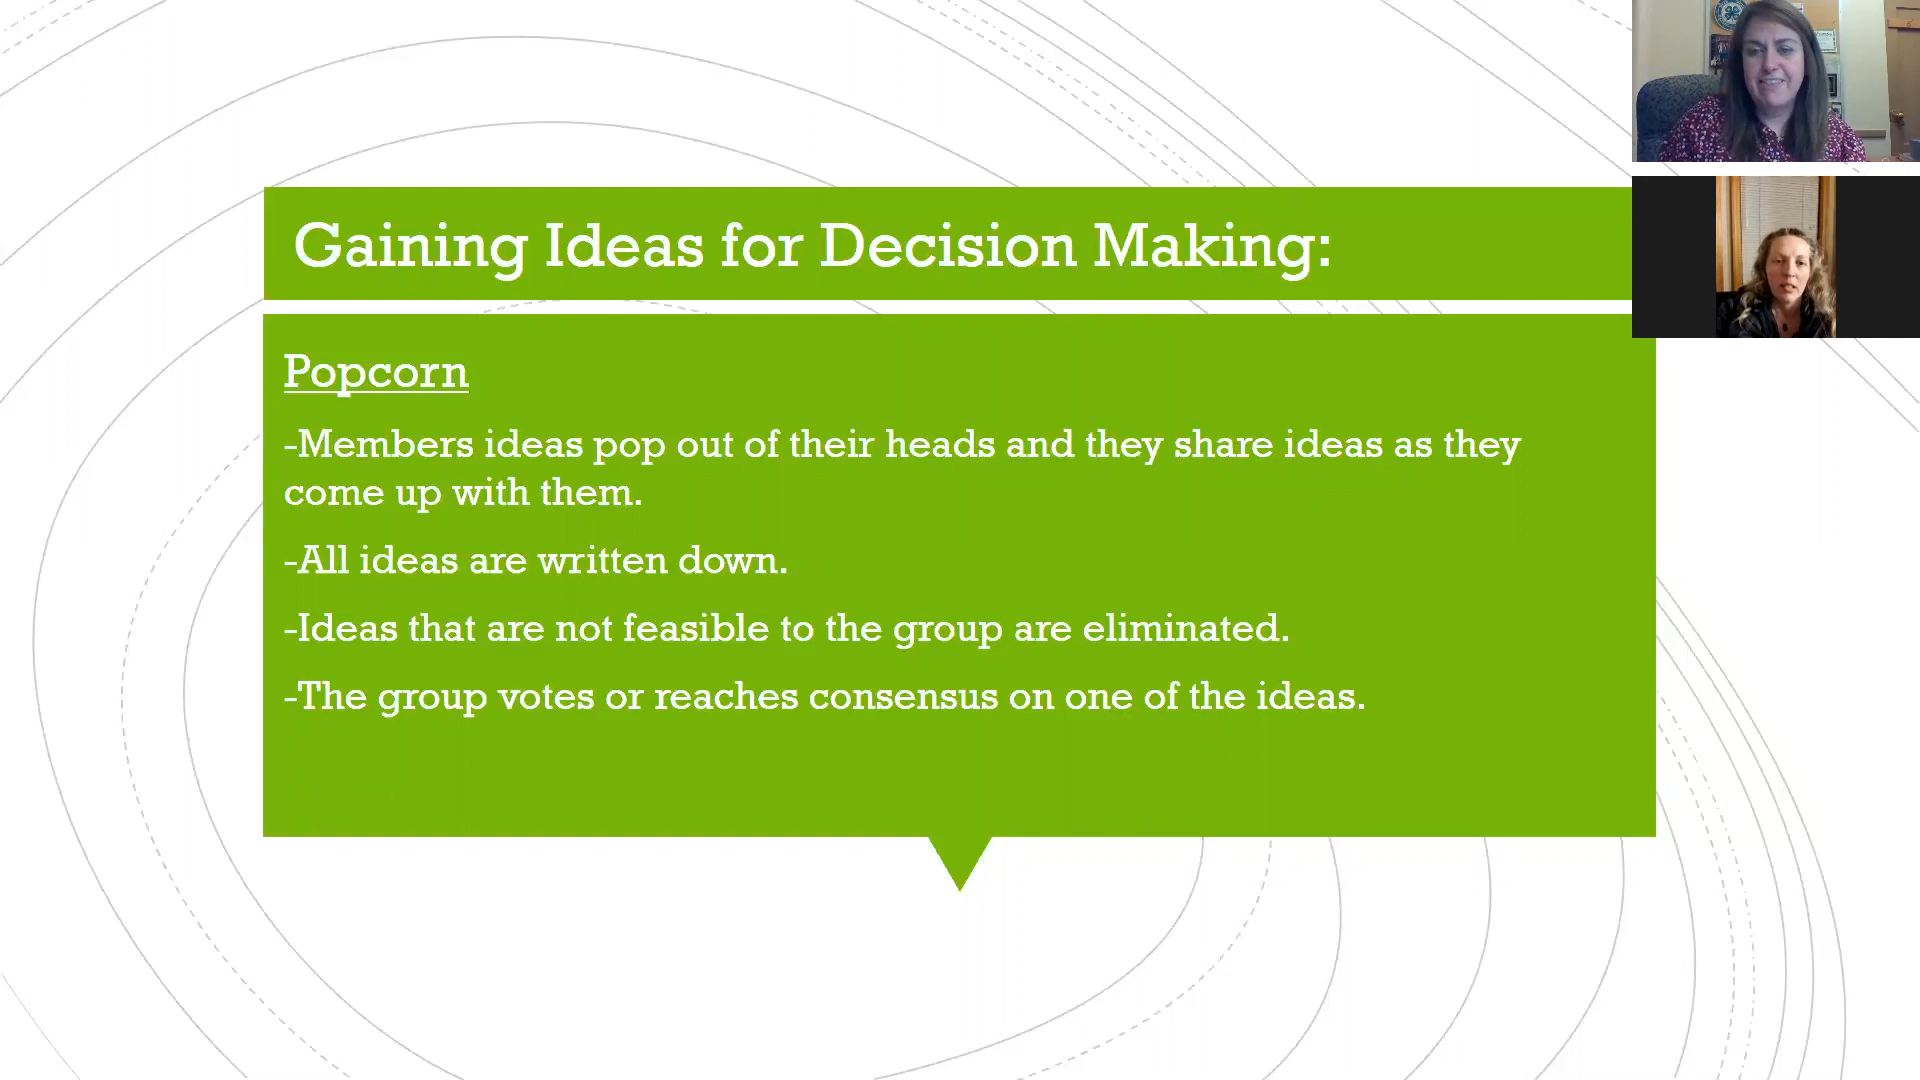 Gaining Ideas for Decision Making:
Popcorn
-Members ideas pop out of their heads and they share ideas as they
come up with them.
-All ideas are written down.
-Ideas that are not feasible to the group are eliminated.
-The group votes or reaches consensus on one of the ideas.